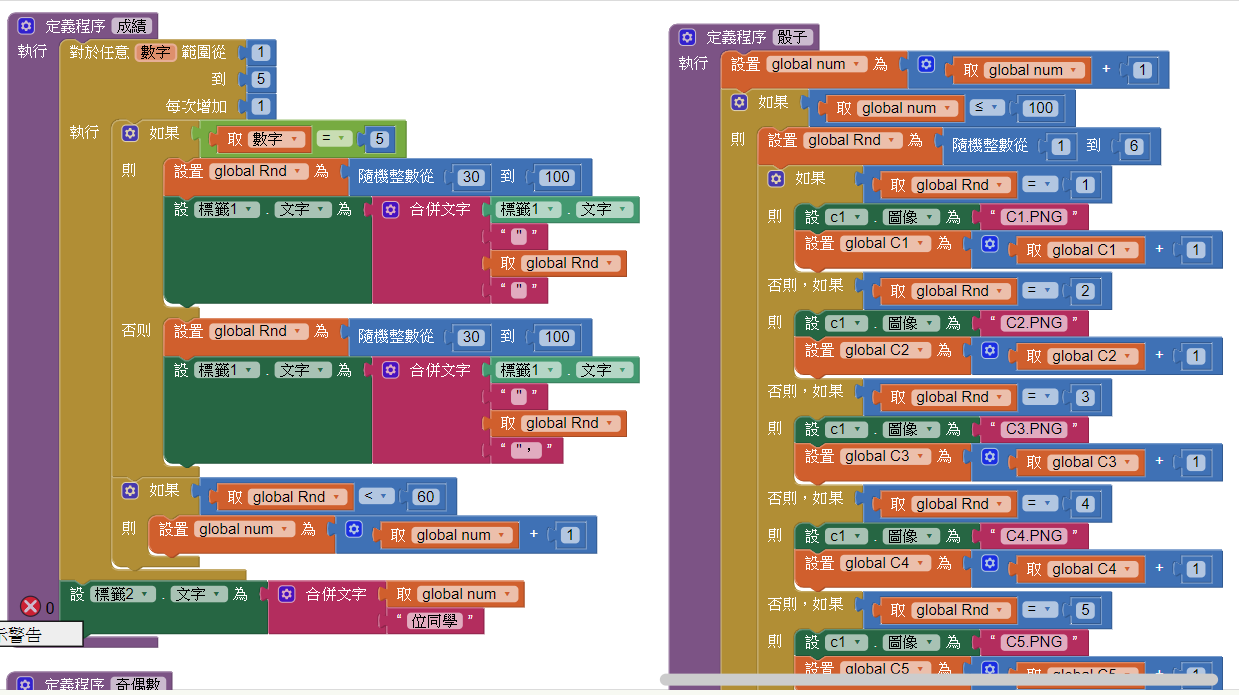 定義程序 成績
執行 對於任意 數字 範圍從 1
到 5
每次增加 1
執行 如果 取 數字 = 5
則 設置 global Rnd 為 隨機整數從 30 到 100
設 標籤1 . 文字 為 合併文字 標籤1 . 文字
“ " ”
取 global Rnd
“ " ”
否則 設置 global Rnd 為 隨機整數從 30 到 100
設 標籤1 . 文字 為 合併文字 標籤1 . 文字
“ " ”
取 global Rnd
“ "， ”
如果 取 global Rnd < 60
則 設置 global num 為 取 global num + 1
設 標籤2 . 文字 為 合併文字 取 global num
“ 位同學 ”
0
示警告
定義程序 奇偶數
定義程序 骰子
執行 設置 global num 為 取 global num + 1
如果 取 global num ≤ 100
則 設置 global Rnd 為 隨機整數從 1 到 6
如果 取 global Rnd = 1
則 設 c1 . 圖像 為 “ C1.PNG ”
設置 global C1 為 取 global C1 + 1
否則，如果 取 global Rnd = 2
則 設 c1 . 圖像 為 “ C2.PNG ”
設置 global C2 為 取 global C2 + 1
否則，如果 取 global Rnd = 3
則 設 c1 . 圖像 為 “ C3.PNG ”
設置 global C3 為 取 global C3 + 1
否則，如果 取 global Rnd = 4
則 設 c1 . 圖像 為 “ C4.PNG ”
設置 global C4 為 取 global C4 + 1
否則，如果 取 global Rnd = 5
則 設 c1 . 圖像 為 “ C5.PNG ”
設置 global C5 為 取 global C5 + 1